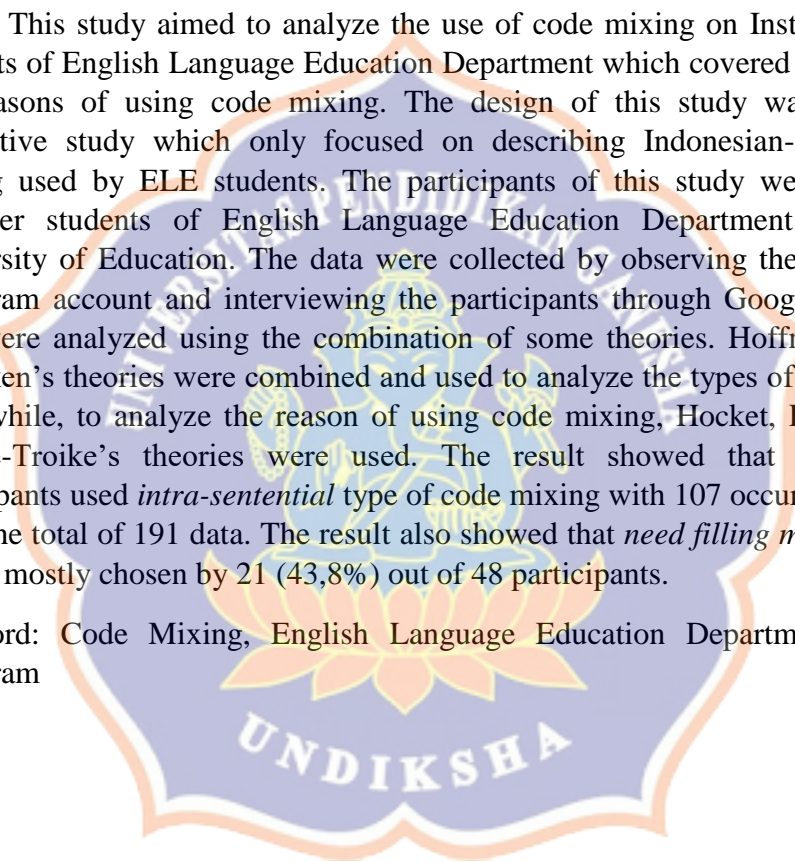 This study aimed to analyze the use of code mixing on Inst
ts of English Language Education Department which covered
asons of using code mixing. The design of this study wa
tive study which only focused on describing Indonesian-
g used by ELE students. The participants of this study we
er students of English Language Education Department
rsity of Education. The data were collected by observing the
ram account and interviewing the participants through Goog
ere analyzed using the combination of some theories. Hoffr
en's theories were combined and used to analyze the types of
while, to analyze the reason of using code mixing, Hocket,
-Troike's theories were used. The result showed that
ipants used intra-sentential type of code mixing with 107 occur
he total of 191 data. The result also showed that need filling m
mostly chosen by 21 (43,8%) out of 48 participants.
ord: Code Mixing, English Language Education Departm
ram
UNIVERSITAS PENDIDIKAN GANESHA
UNDIKSHA